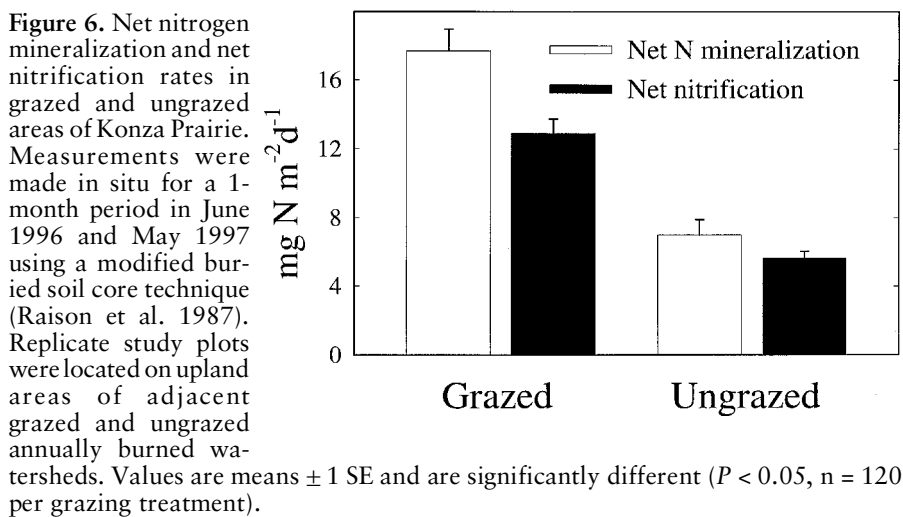 Figure 6. Net nitrogen
mineralization and net
nitrification rates in
grazed and ungrazed
areas of Konza Prairie.
Measurements were
made in situ for a 1-
month period in June
1996 and May 1997
using a modified bur-
ied soil core technique
(Raison et al. 1987).
Replicate study plots
were located on upland
areas of adjacent
grazed and ungrazed
annually burned wa-
tersheds. Values are means ± 1 SE and are significantly different (P < 0.05, n = 120
per grazing treatment).
mg N m⁻²d⁻¹
16
12
8
4
0
Net N mineralization
Net nitrification
Grazed
Ungrazed